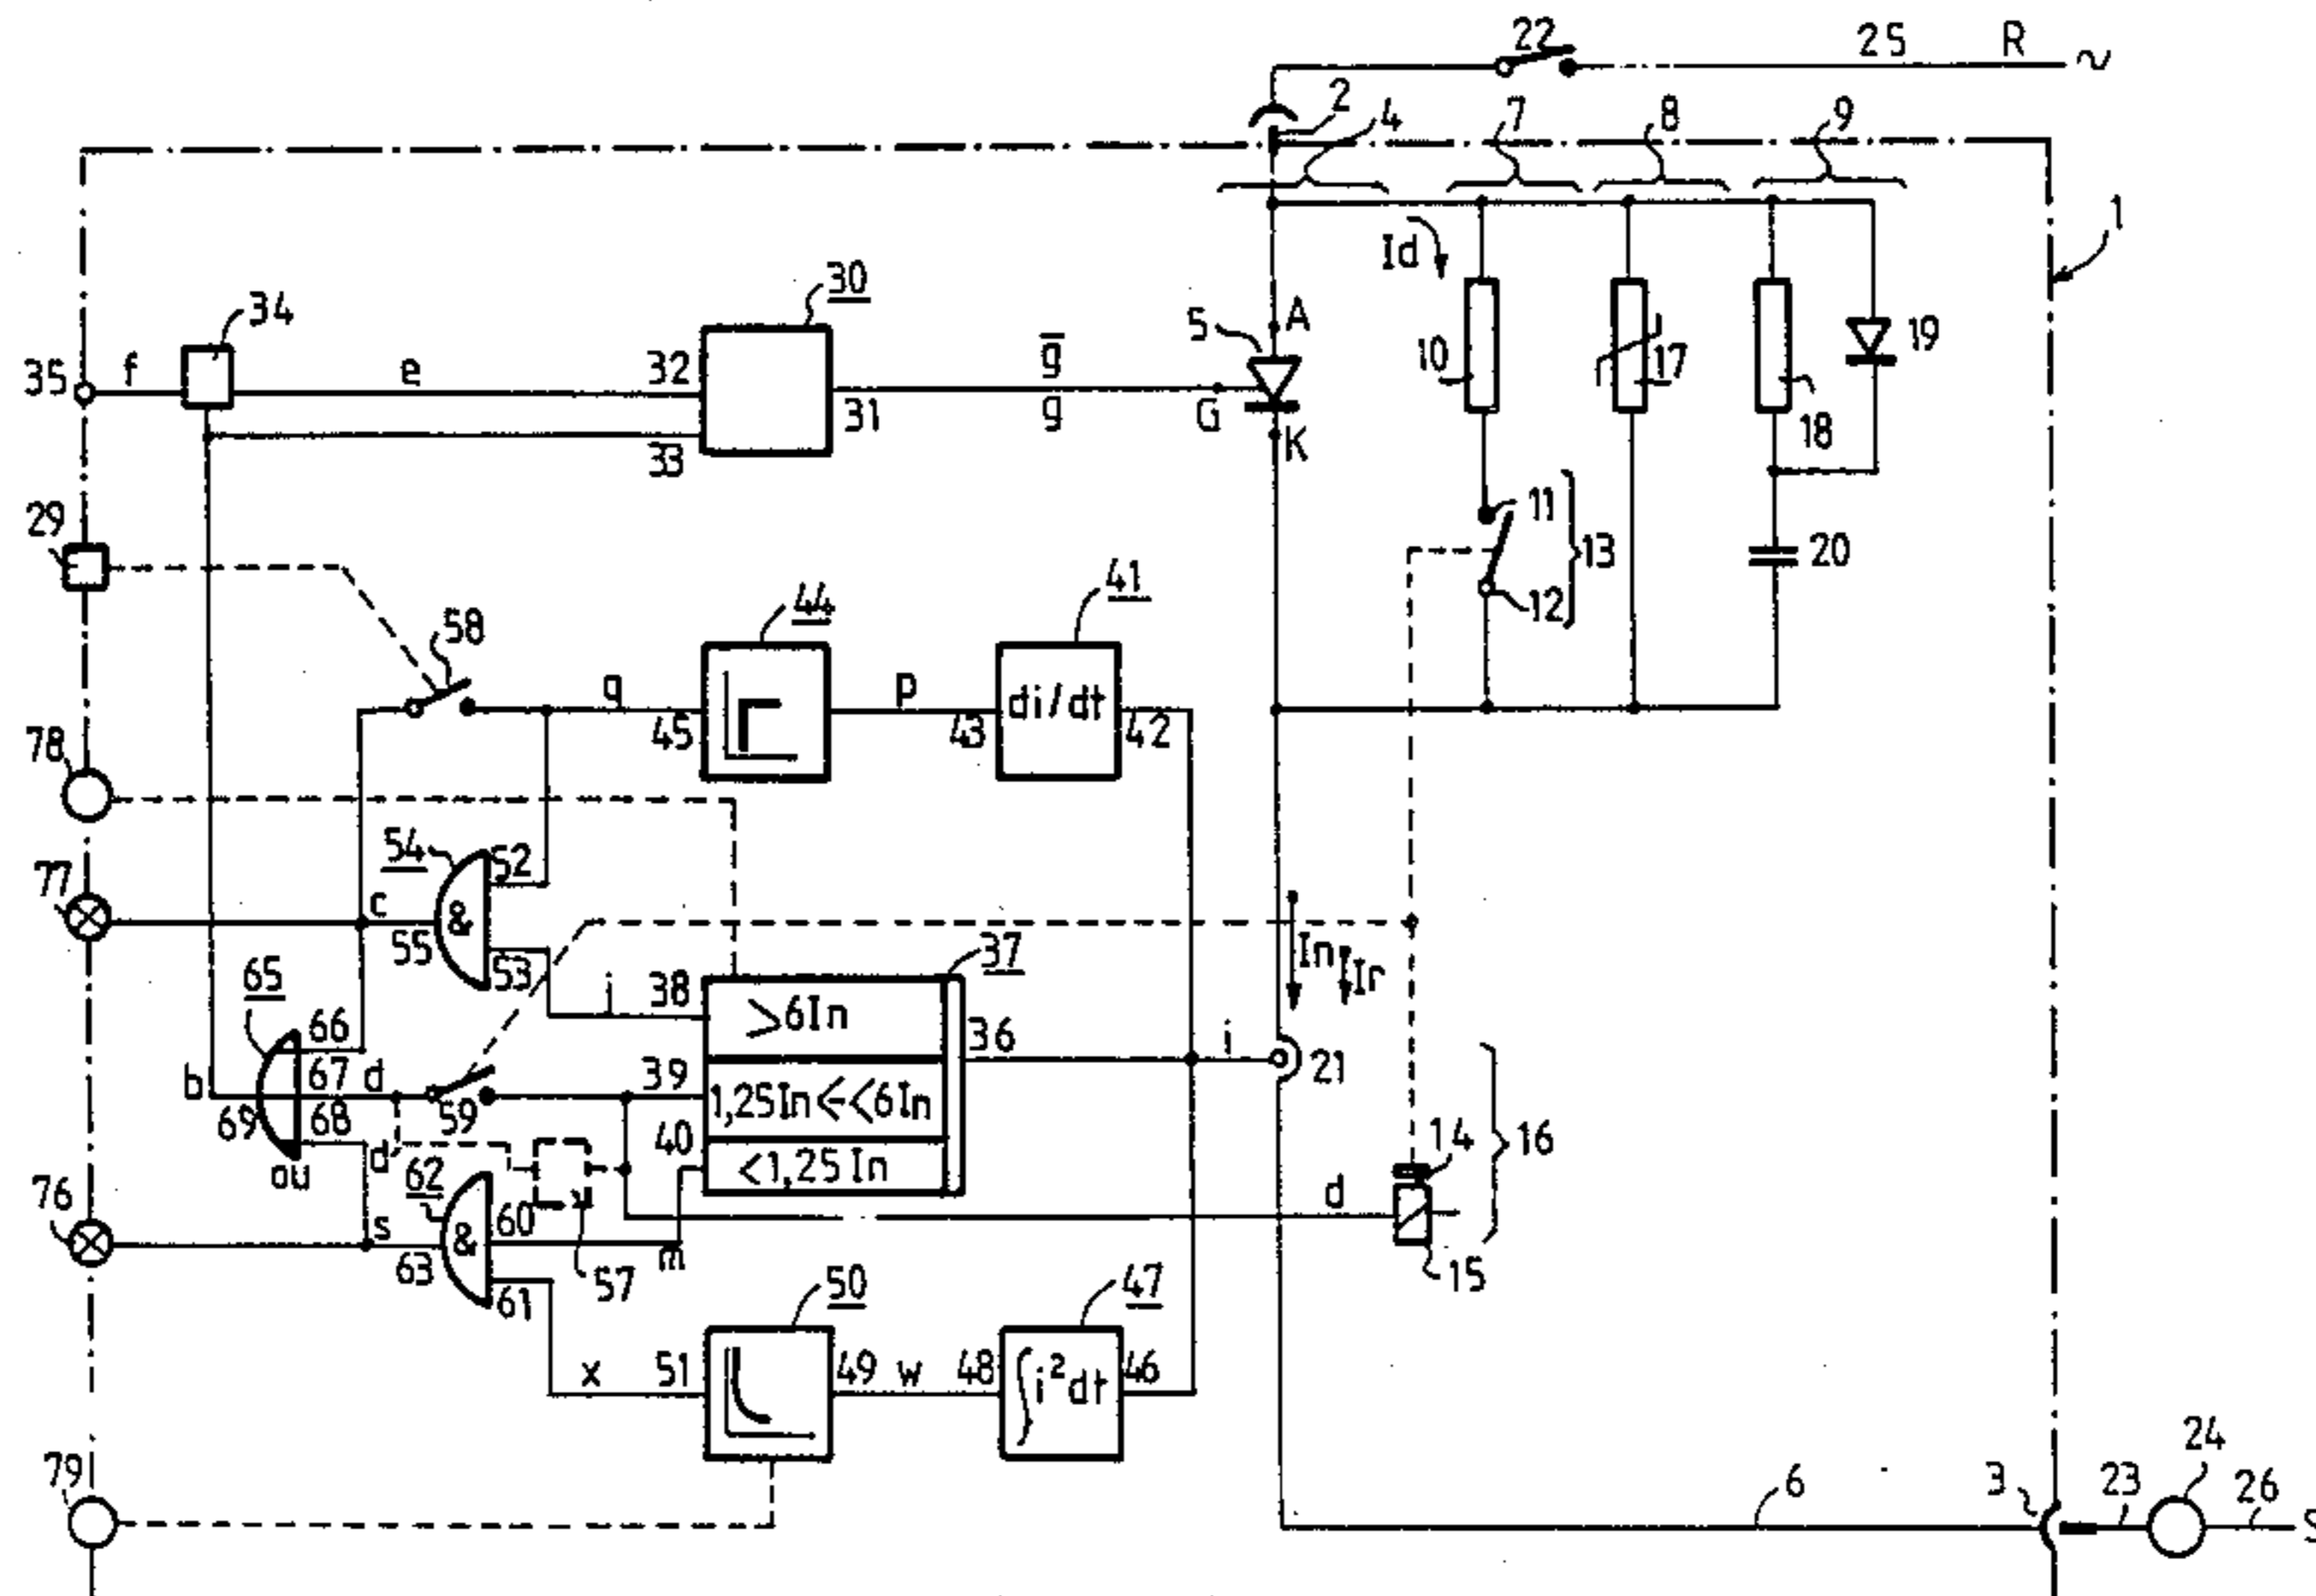 22
25 R ~
2 4 7 8 9
1
Id
30
34
35 f e 32 31 g̅ g G
33
5 A K
10 17 18 19
29
11 12 13 20
58
44 41
q 45 p 43 di/dt 42
78
54 52
77 c 55 & 53
37
In Ir
i 38 >6In 36 i 21
65 66
b 67 d 59 39 1,25In< <6In
69 68 40 <1,25In
ou d'
14 16
d 15
62 60
76 s 63 & m
61 57
50 47
x 51 49 w 48 ∫i²dt 46
79
6 3 23 24 26 S